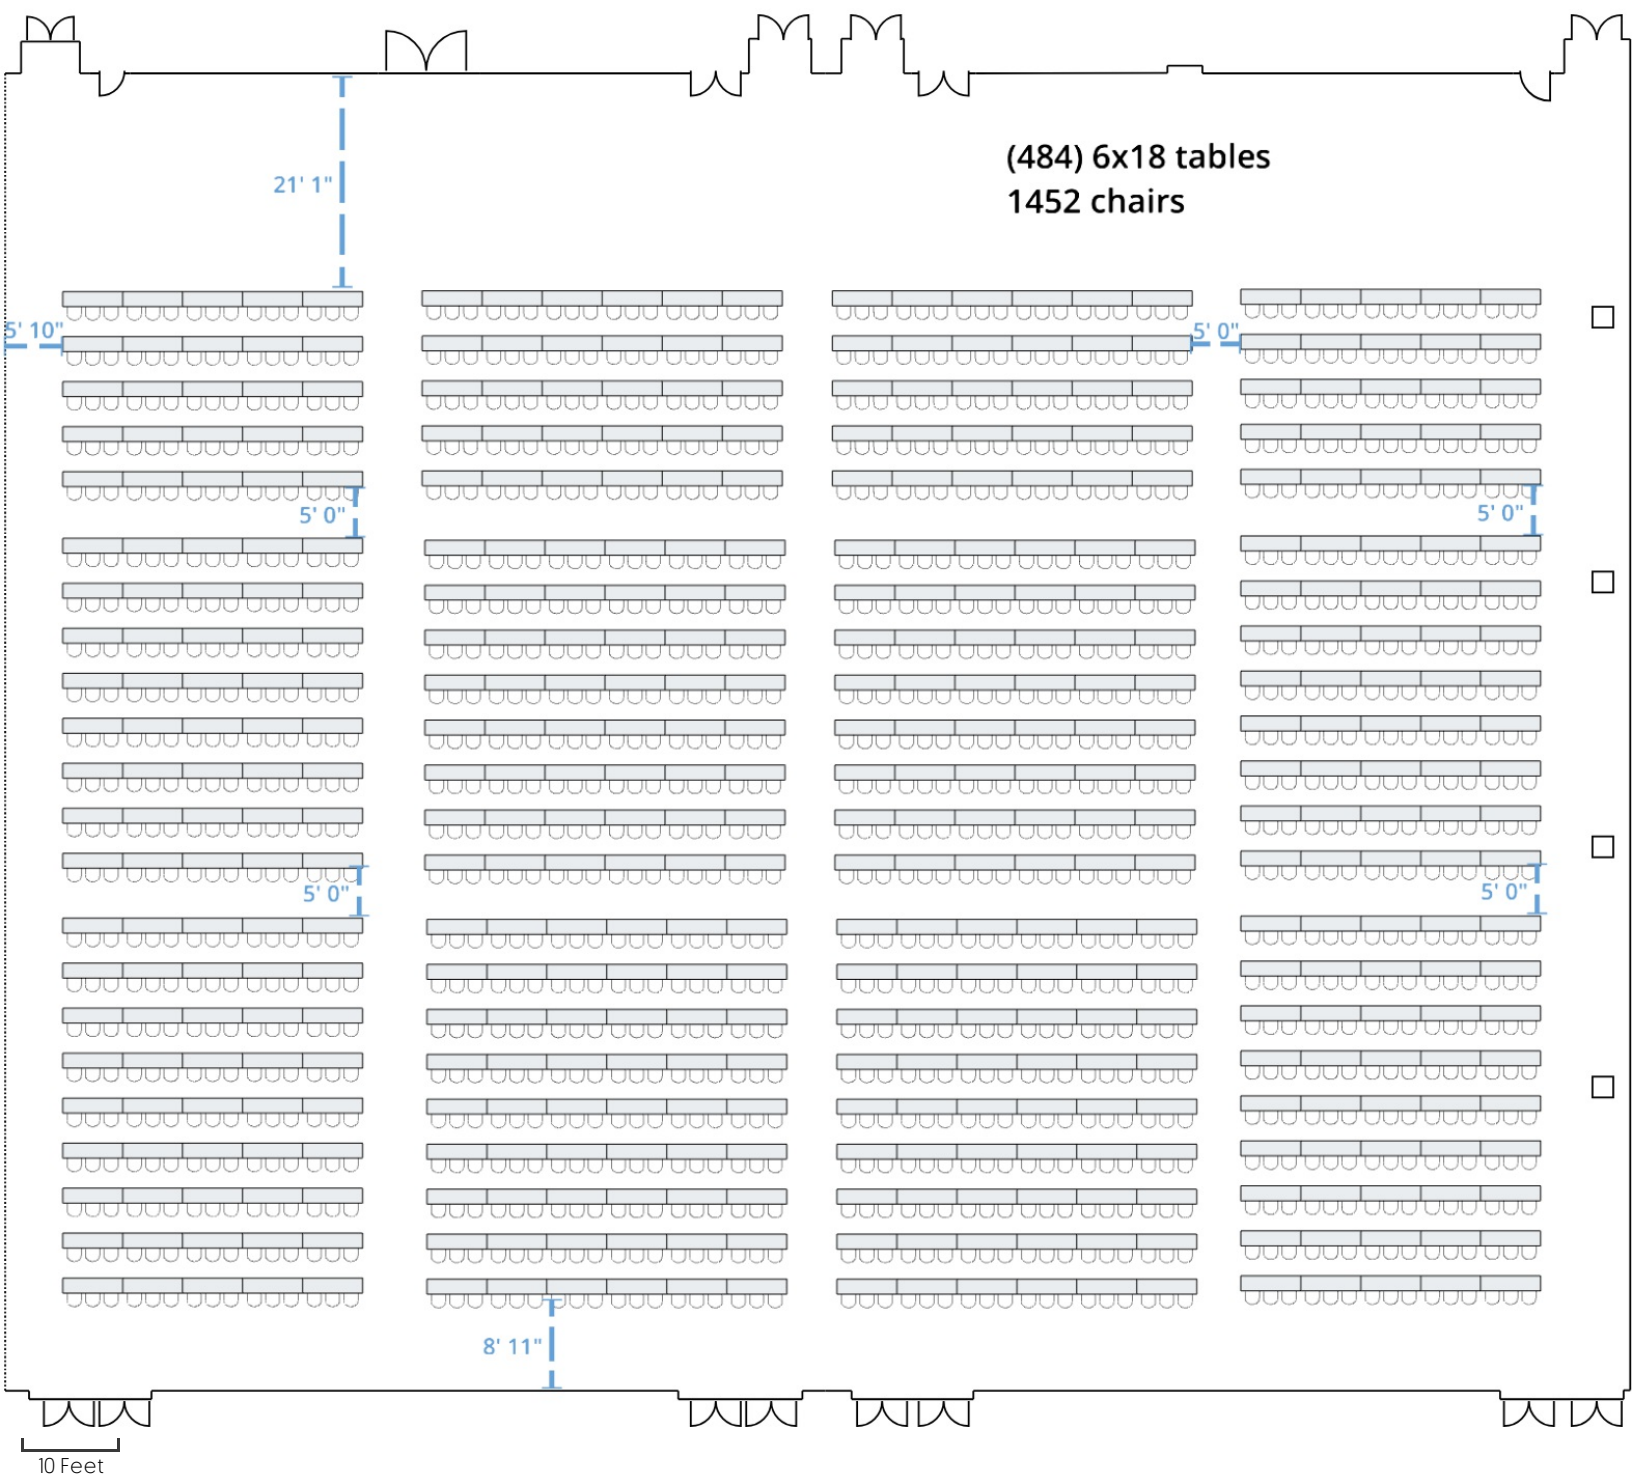 (484) 6x18 tables
1452 chairs
21' 1"
5' 10"
5' 0"
5' 0"
5' 0"
5' 0"
5' 0"
8' 11"
10 Feet